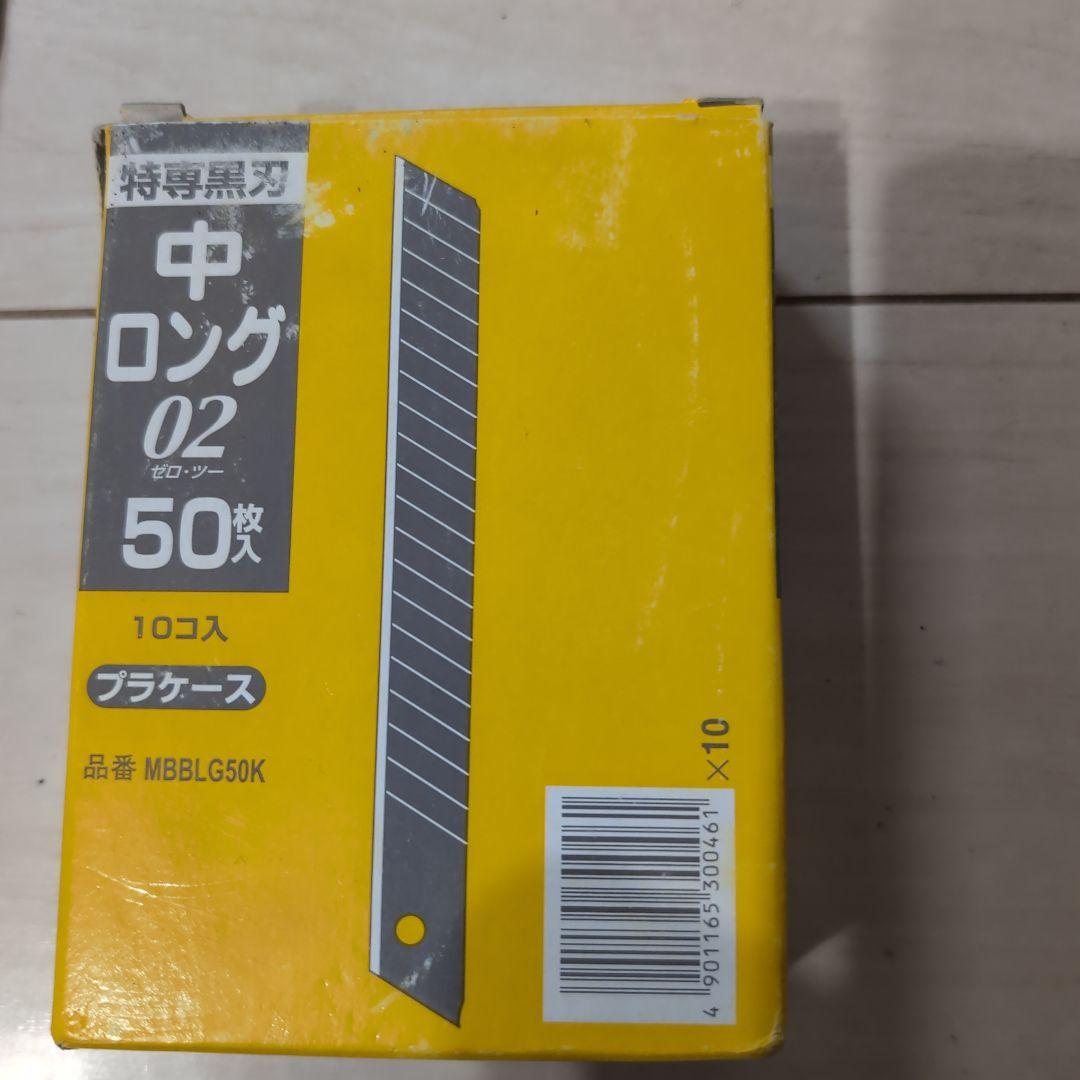 特専黒刃
中
ロング
02
ゼロ・ツー
50枚入
10コ入
プラケース
品番 MBBLG50K
×10
4 901165 300461